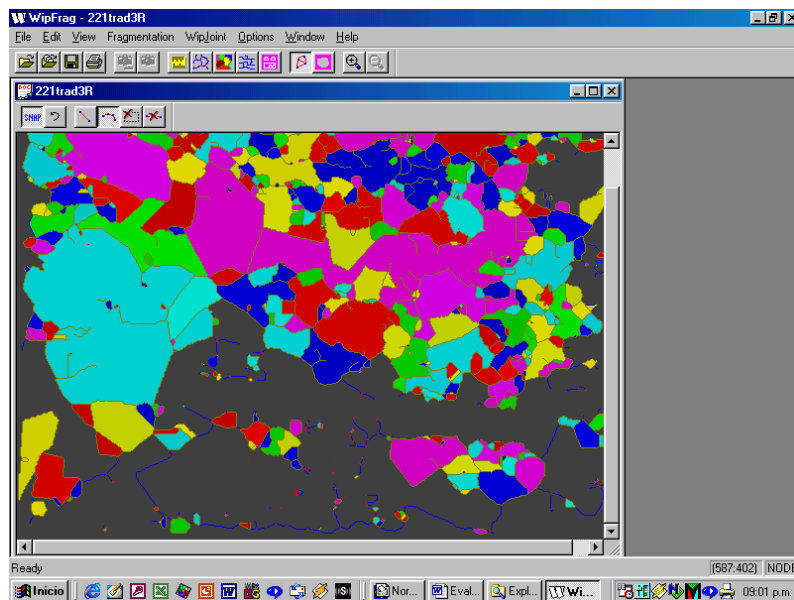 WipFrag - 221trad3R
File Edit View Fragmentation WipJoint Options Window Help
221trad3R
SNAP
Ready
(587:402) NODE
Inicio
Nor...
Eval...
Expl...
Wi...
09:01 p.m.